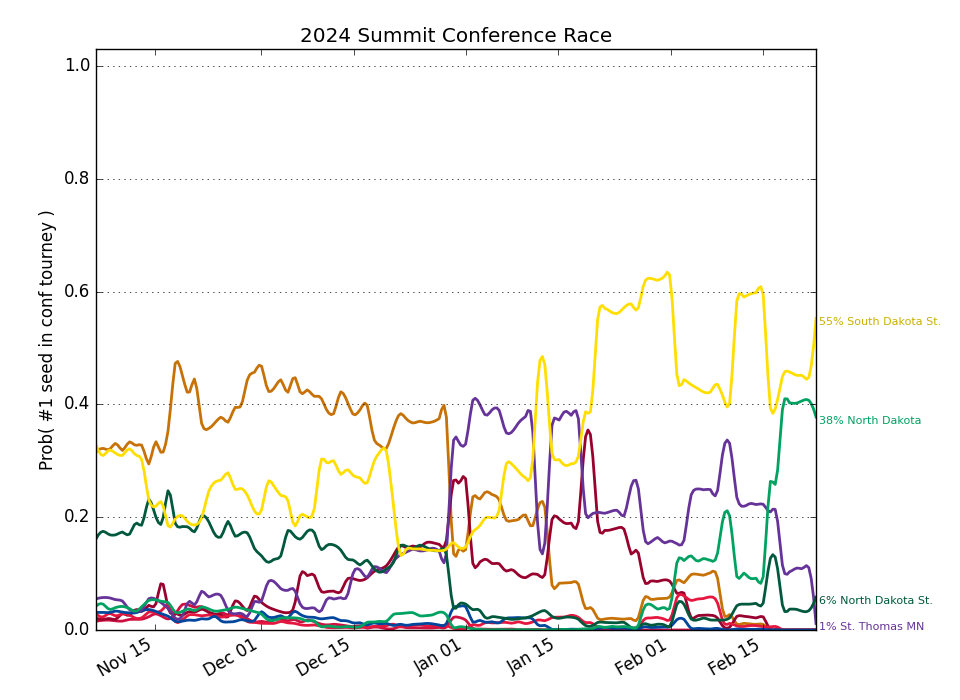 2024 Summit Conference Race
Prob( #1 seed in conf tourney )
1.0
0.8
0.6
0.4
0.2
0.0
55% South Dakota St.
38% North Dakota
6% North Dakota St.
1% St. Thomas MN
Nov 15
Dec 01
Dec 15
Jan 01
Jan 15
Feb 01
Feb 15